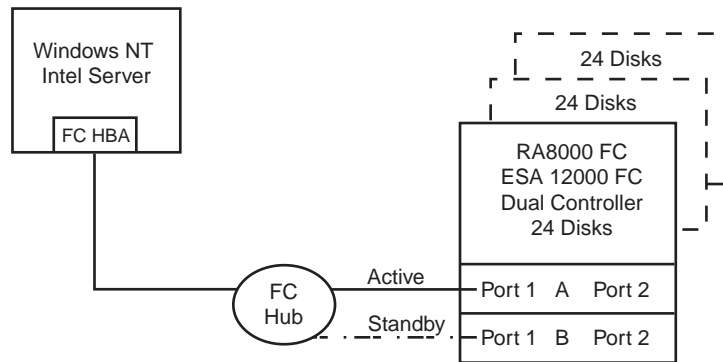 Windows NT
Intel Server
FC HBA
24 Disks
24 Disks
RA8000 FC
ESA 12000 FC
Dual Controller
24 Disks
FC
Hub
Active
Port 1 A Port 2
Standby
Port 1 B Port 2